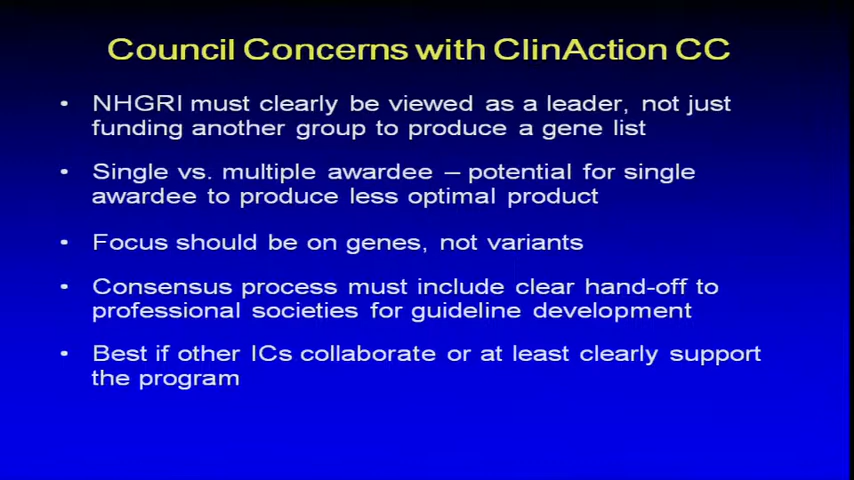 Council Concerns with ClinAction CC
• NHGRI must clearly be viewed as a leader, not just
funding another group to produce a gene list
• Single vs. multiple awardee – potential for single
awardee to produce less optimal product
• Focus should be on genes, not variants
• Consensus process must include clear hand-off to
professional societies for guideline development
• Best if other ICs collaborate or at least clearly support
the program